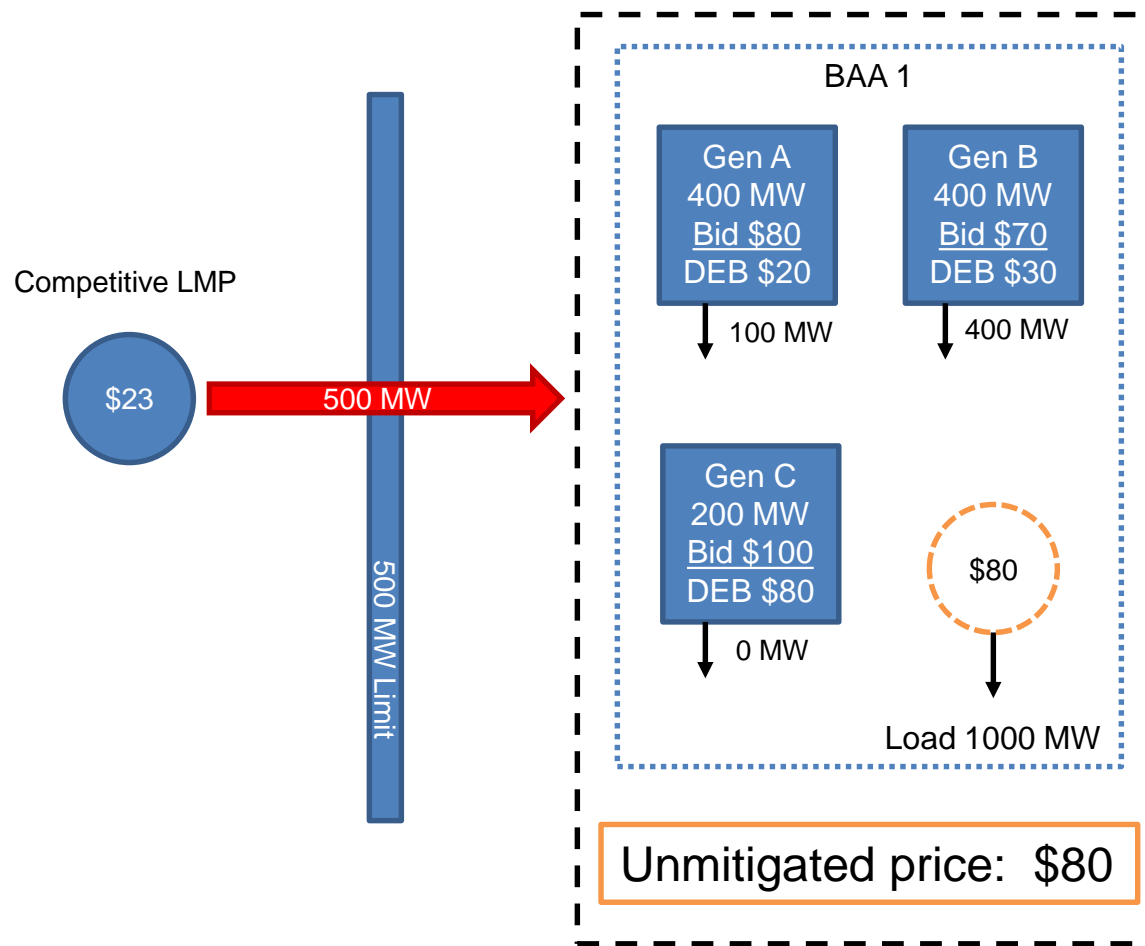 BAA 1
Gen A
400 MW
Bid $80
DEB $20
100 MW
Gen B
400 MW
Bid $70
DEB $30
400 MW
Competitive LMP
$23
500 MW
500 MW Limit
Gen C
200 MW
Bid $100
DEB $80
0 MW
$80
Load 1000 MW
Unmitigated price: $80